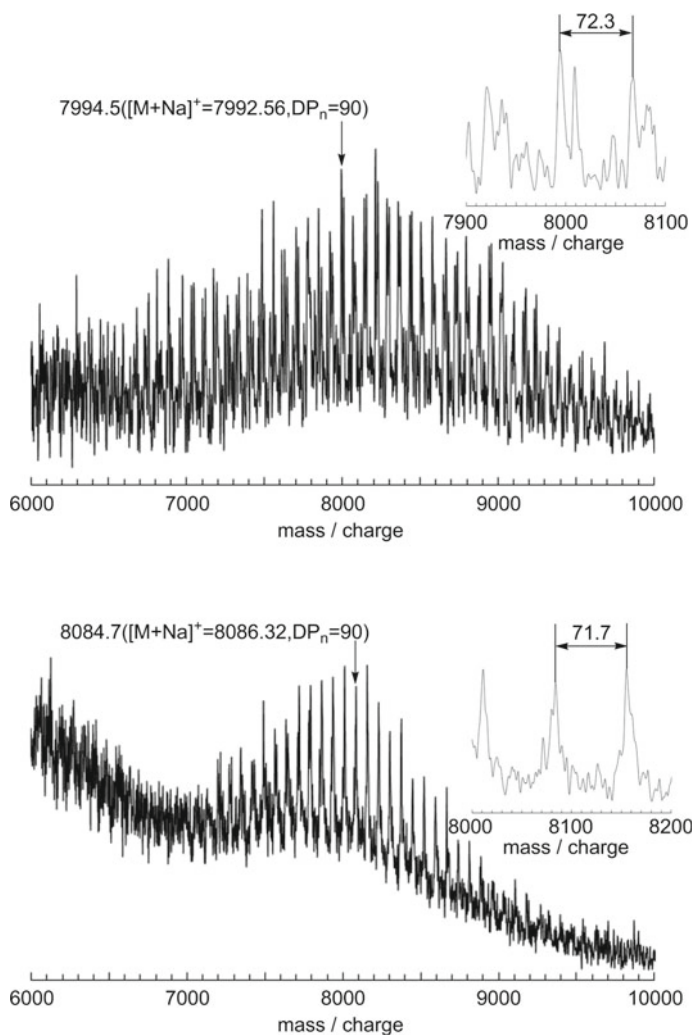 72.3
7994.5([M+Na]⁺=7992.56,DPₙ=90)
7900 8000 8100
mass / charge
6000 7000 8000 9000 10000
mass / charge
8084.7([M+Na]⁺=8086.32,DPₙ=90)
71.7
8000 8100 8200
mass / charge
6000 7000 8000 9000 10000
mass / charge